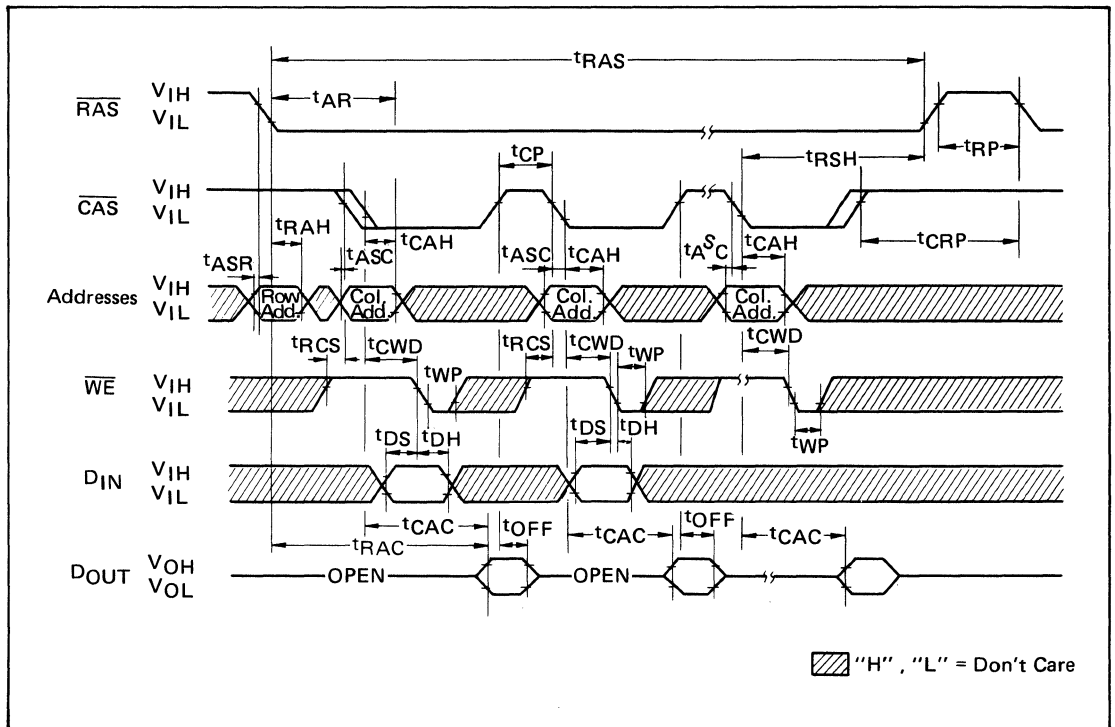 tRAS
RAS VIH VIL
tAR
tRP
tRSH
tCP
CAS VIH VIL
tRAH
tASC
tCAH
tASC
tCAH
tASC
tCAH
tCRP
tASR
Addresses VIH VIL
Row Add.
Col. Add.
Col. Add.
Col. Add.
tRCS
tCWD
tWP
tRCS
tCWD
tWP
tCWD
WE VIH VIL
tDS
tDH
tDS
tDH
tWP
DIN VIH VIL
tCAC
tOFF
tCAC
tOFF
tCAC
tRAC
DOUT VOH VOL
OPEN
OPEN
"H", "L" = Don't Care